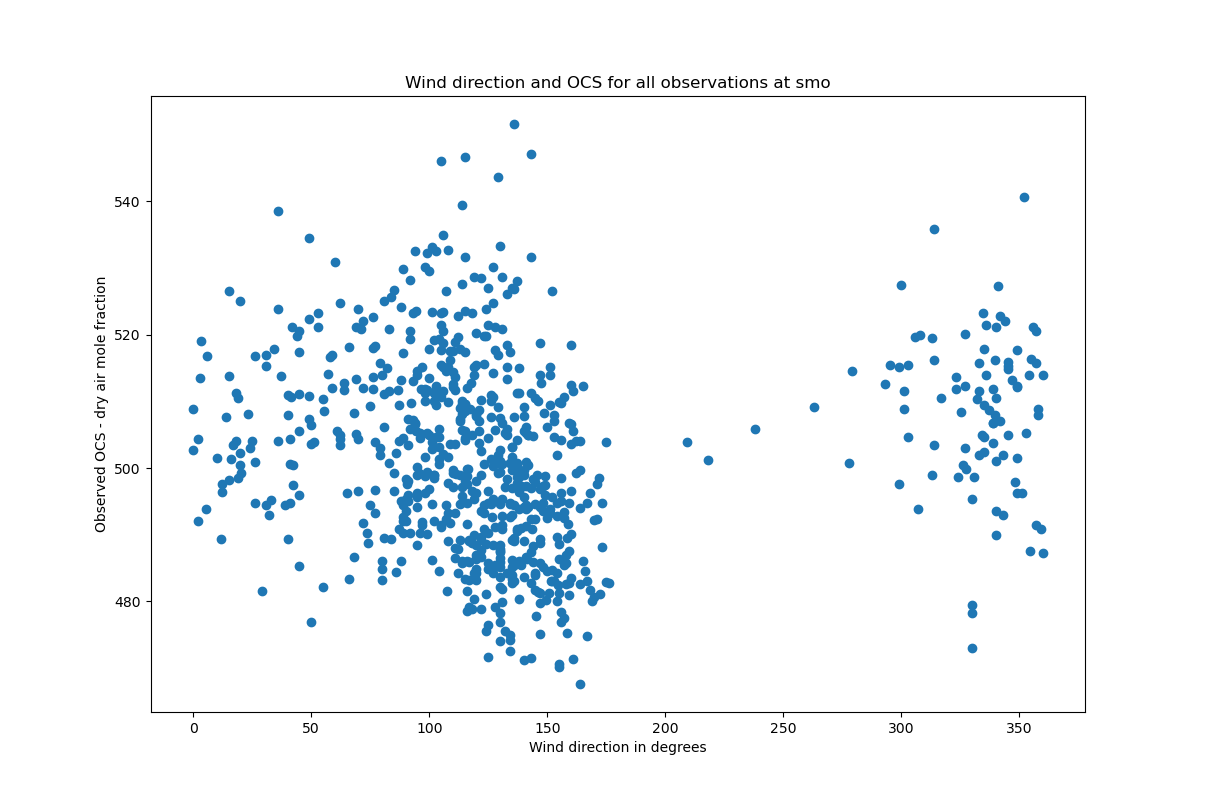 Wind direction and OCS for all observations at smo
Observed OCS - dry air mole fraction
540
520
500
480
0 50 100 150 200 250 300 350
Wind direction in degrees